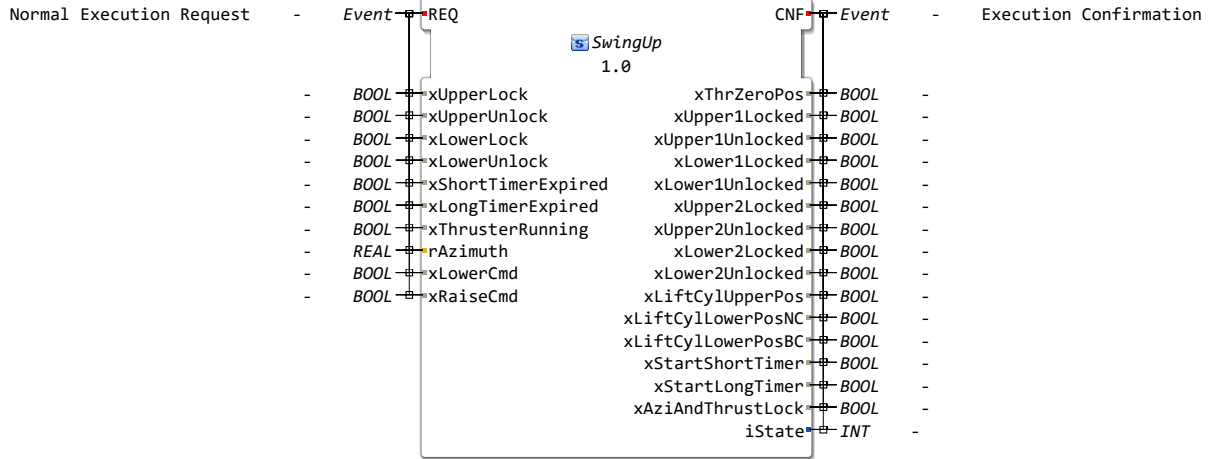 Normal Execution Request - Event REQ CNF Event - Execution Confirmation
SwingUp
1.0
- BOOL xUpperLock xThrZeroPos BOOL -
- BOOL xUpperUnlock xUpper1Locked BOOL -
- BOOL xLowerLock xUpper1Unlocked BOOL -
- BOOL xLowerUnlock xLower1Locked BOOL -
- BOOL xShortTimerExpired xLower1Unlocked BOOL -
- BOOL xLongTimerExpired xUpper2Locked BOOL -
- BOOL xThrusterRunning xUpper2Unlocked BOOL -
- REAL rAzimuth xLower2Locked BOOL -
- BOOL xLowerCmd xLower2Unlocked BOOL -
- BOOL xRaiseCmd xLiftCylUpperPos BOOL -
xLiftCylLowerPosNC BOOL -
xLiftCylLowerPosBC BOOL -
xStartShortTimer BOOL -
xStartLongTimer BOOL -
xAziAndThrustLock BOOL -
iState INT -